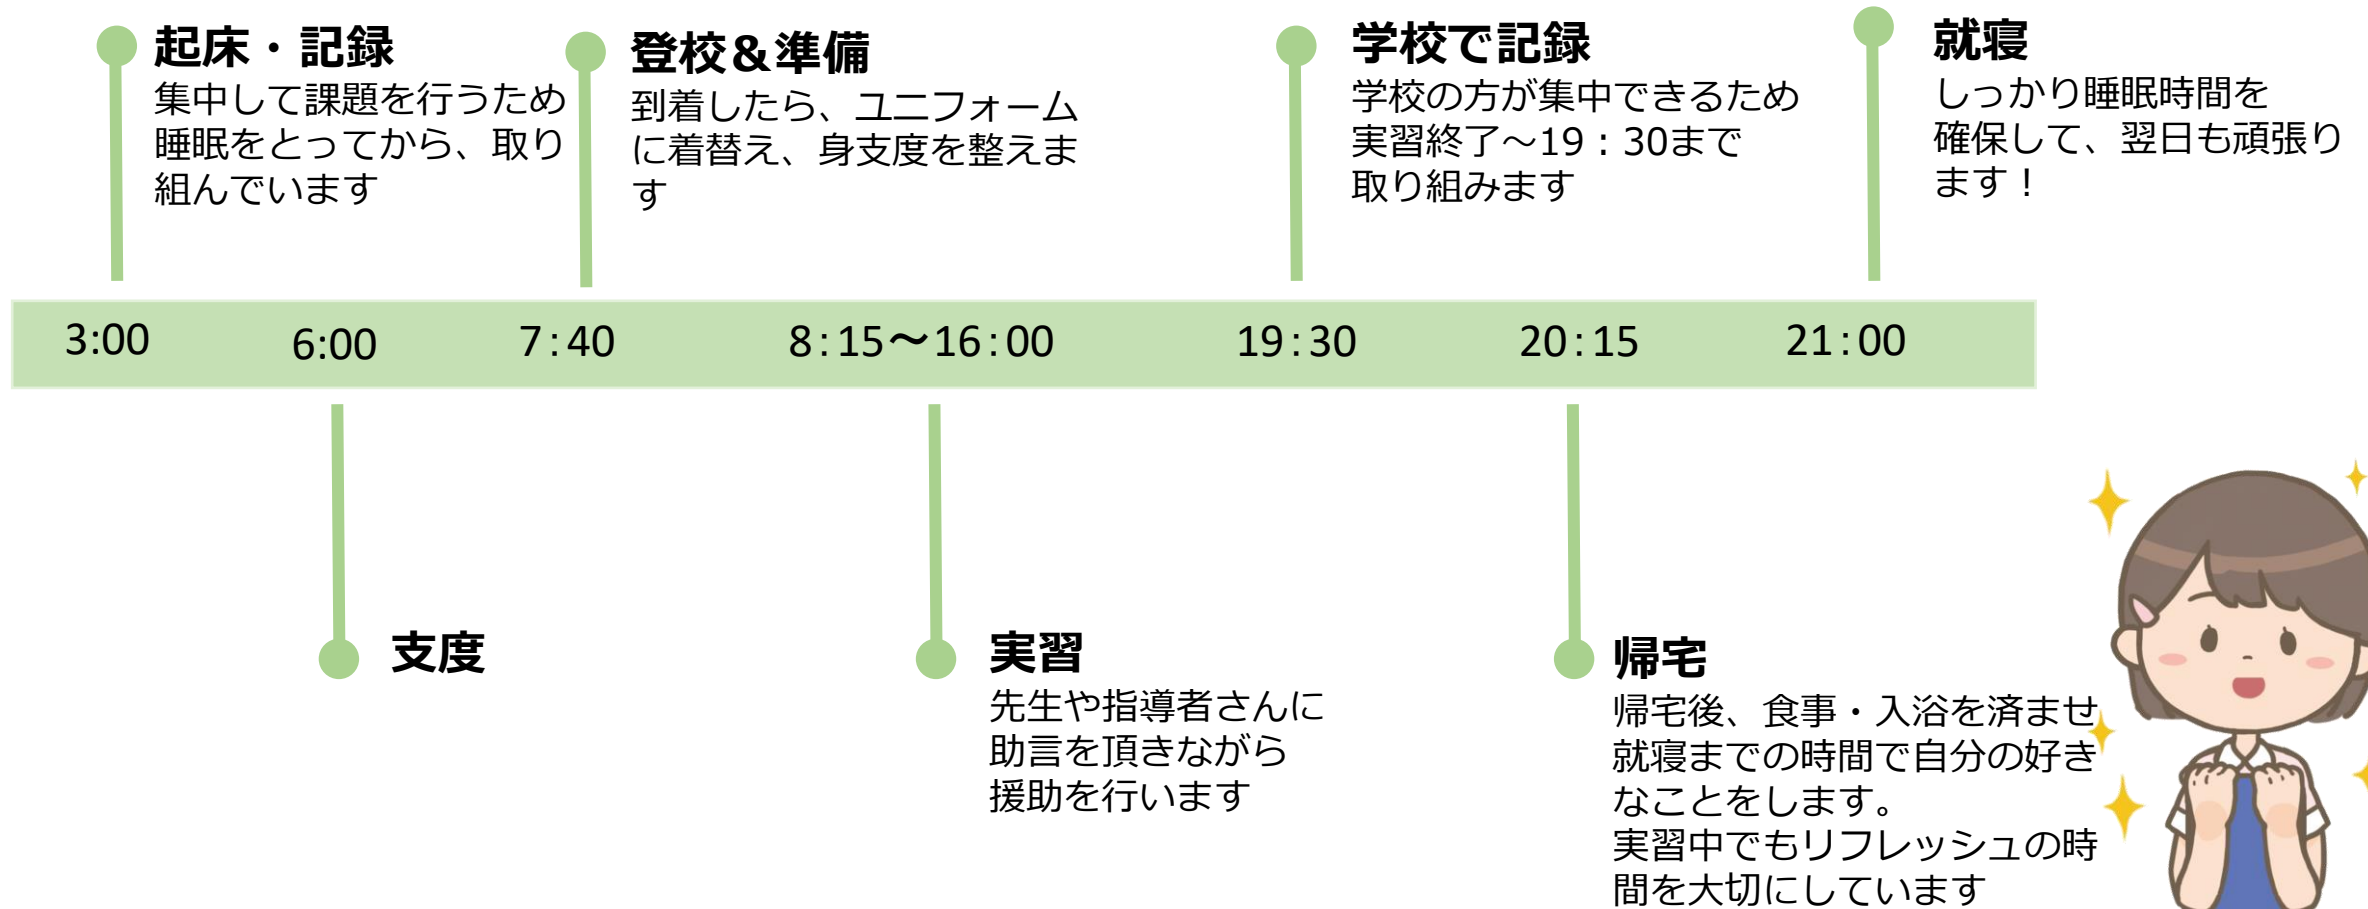 起床・記録
集中して課題を行うため
睡眠をとってから、取り
組んでいます
登校＆準備
到着したら、ユニフォーム
に着替え、身支度を整えま
す
学校で記録
学校の方が集中できるため
実習終了～19：30まで
取り組みます
就寝
しっかり睡眠時間を
確保して、翌日も頑張り
ます！
3:00 6:00 7:40 8:15～16:00 19:30 20:15 21:00
支度
実習
先生や指導者さんに
助言を頂きながら
援助を行います
帰宅
帰宅後、食事・入浴を済ませ
就寝までの時間で自分の好き
なことをします。
実習中でもリフレッシュの時
間を大切にしています